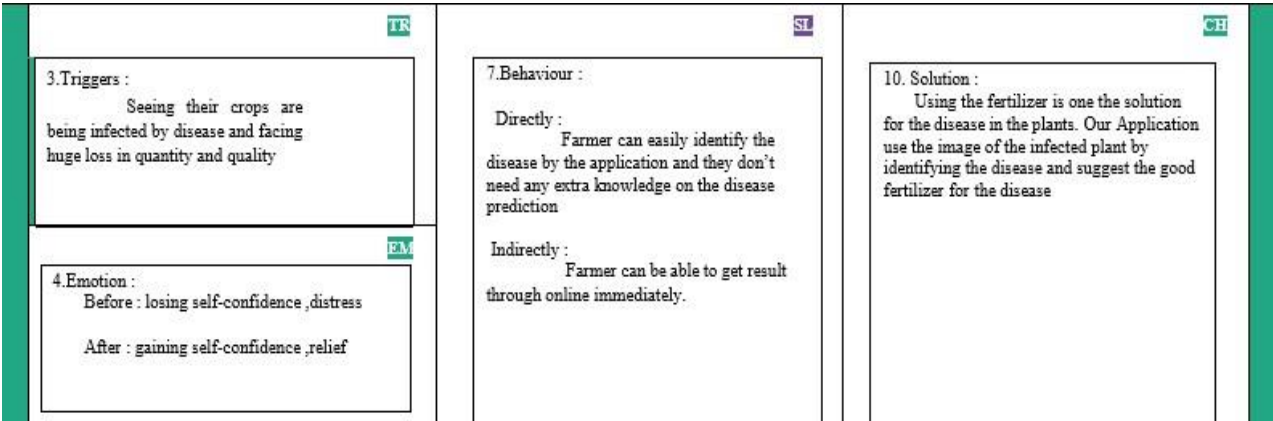 TR
3.Triggers :
Seeing their crops are
being infected by disease and facing
huge loss in quantity and quality
EM
4.Emotion :
Before : losing self-confidence ,distress
After : gaining self-confidence ,relief
SL
7.Behaviour :
Directly :
Farmer can easily identify the
disease by the application and they don't
need any extra knowledge on the disease
prediction
Indirectly :
Farmer can be able to get result
through online immediately.
CH
10. Solution :
Using the fertilizer is one the solution
for the disease in the plants. Our Application
use the image of the infected plant by
identifying the disease and suggest the good
fertilizer for the disease